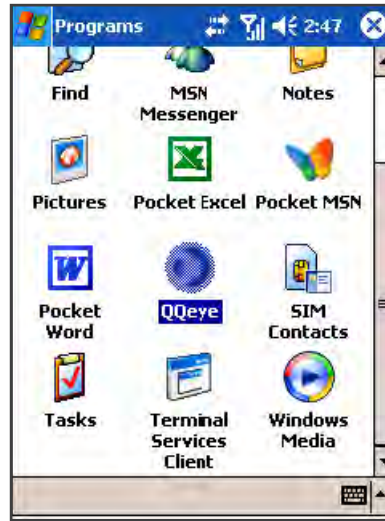 Programs 2:47
Find MSN Messenger Notes
Pictures Pocket Excel Pocket MSN
W
Pocket Word QQeye SIM Contacts
Tasks Terminal Services Client Windows Media